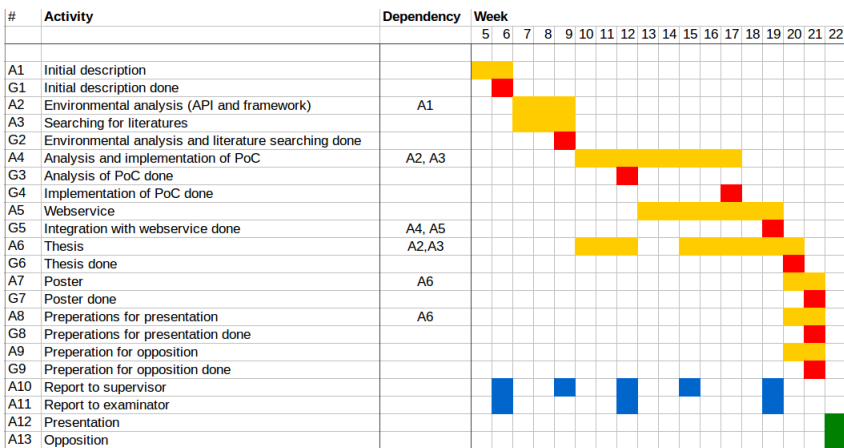 # Activity Dependency Week
5 6 7 8 9 10 11 12 13 14 15 16 17 18 19 20 21 22
A1 Initial description
G1 Initial description done
A2 Environmental analysis (API and framework) A1
A3 Searching for literatures
G2 Environmental analysis and literature searching done
A4 Analysis and implementation of PoC A2, A3
G3 Analysis of PoC done
G4 Implementation of PoC done
A5 Webservice
G5 Integration with webservice done A4, A5
A6 Thesis A2,A3
G6 Thesis done
A7 Poster A6
G7 Poster done
A8 Preperations for presentation A6
G8 Preperations for presentation done
A9 Preperation for opposition
G9 Preperation for opposition done
A10 Report to supervisor
A11 Report to examinator
A12 Presentation
A13 Opposition